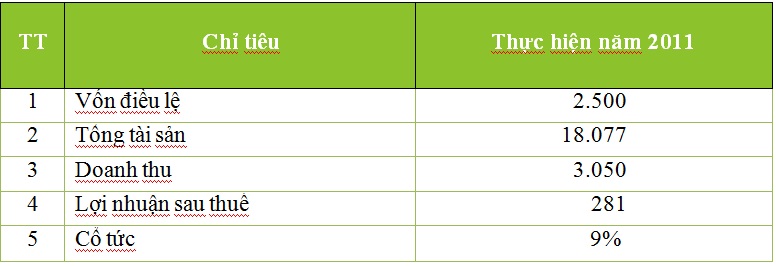 TT Chỉ tiêu Thực hiện năm 2011
1 Vốn điều lệ 2.500
2 Tổng tài sản 18.077
3 Doanh thu 3.050
4 Lợi nhuận sau thuế 281
5 Cổ tức 9%